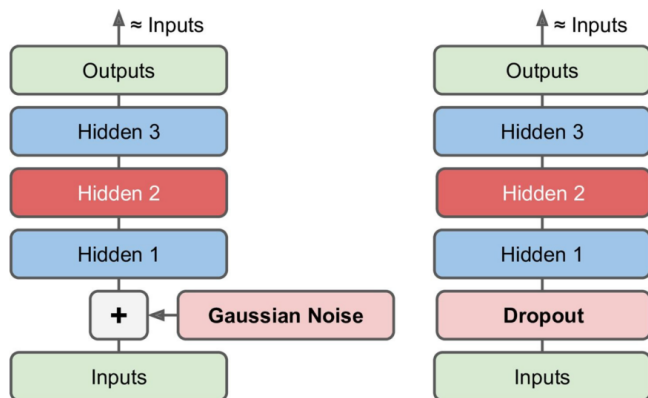 ≈ Inputs
Outputs
Hidden 3
Hidden 2
Hidden 1
+
Gaussian Noise
Inputs
≈ Inputs
Outputs
Hidden 3
Hidden 2
Hidden 1
Dropout
Inputs